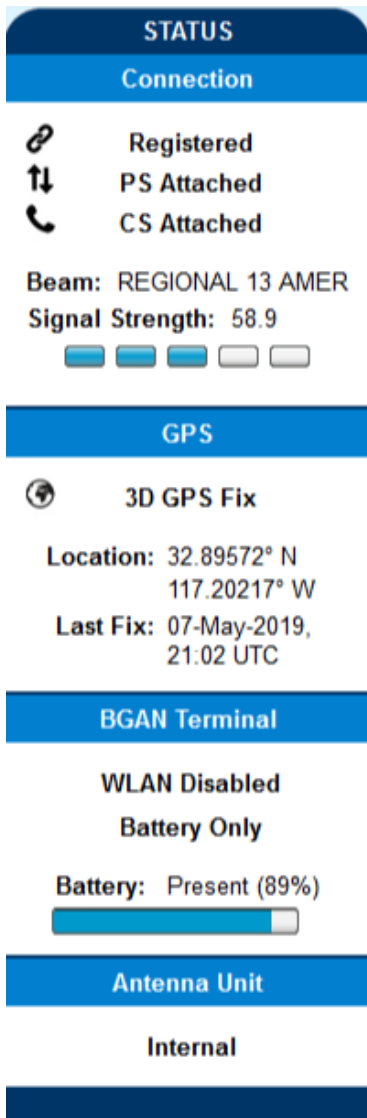 STATUS
Connection
Registered
PS Attached
CS Attached
Beam: REGIONAL 13 AMER
Signal Strength: 58.9
GPS
3D GPS Fix
Location: 32.89572° N
117.20217° W
Last Fix: 07-May-2019,
21:02 UTC
BGAN Terminal
WLAN Disabled
Battery Only
Battery: Present (89%)
Antenna Unit
Internal